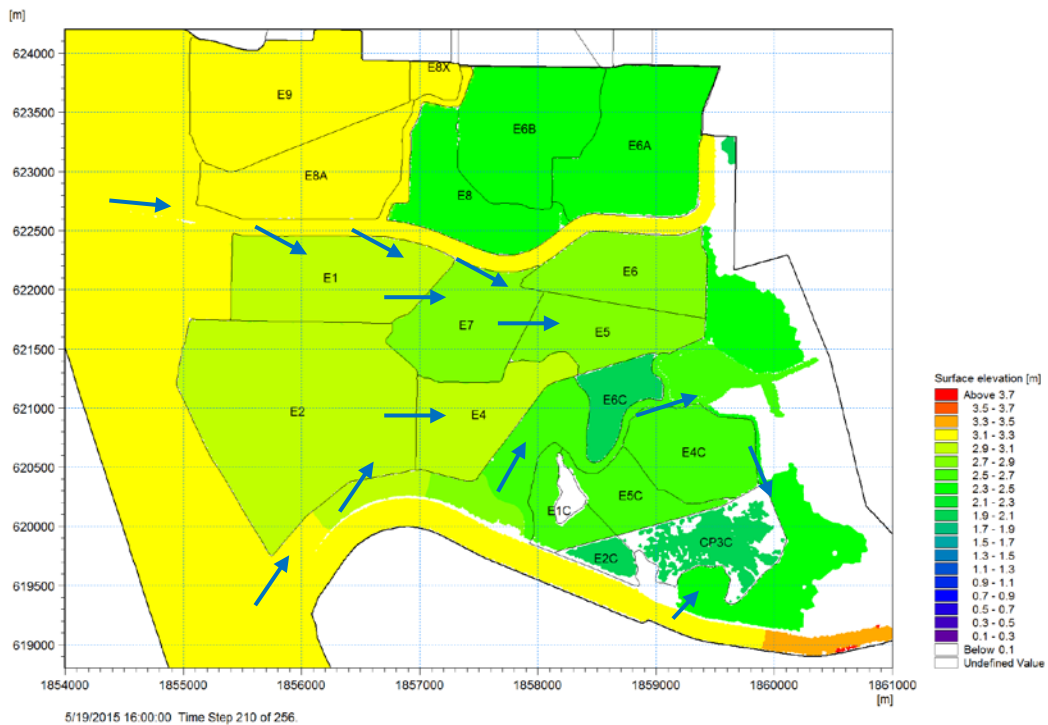 [m]
624000
623500
623000
622500
622000
621500
621000
620500
620000
619500
619000
E8X
E9
E6B
E6A
E8A
E8
E1
E6
E7
E5
E2
E4
E6C
E4C
E5C
E1C
CP3C
E2C
Surface elevation [m]
Above 3.7
3.5 - 3.7
3.3 - 3.5
3.1 - 3.3
2.9 - 3.1
2.7 - 2.9
2.5 - 2.7
2.3 - 2.5
2.1 - 2.3
1.9 - 2.1
1.7 - 1.9
1.5 - 1.7
1.3 - 1.5
1.1 - 1.3
0.9 - 1.1
0.7 - 0.9
0.5 - 0.7
0.3 - 0.5
0.1 - 0.3
Below 0.1
Undefined Value
1854000 1855000 1856000 1857000 1858000 1859000 1860000 1861000
[m]
5/19/2015 16:00:00 Time Step 210 of 256.